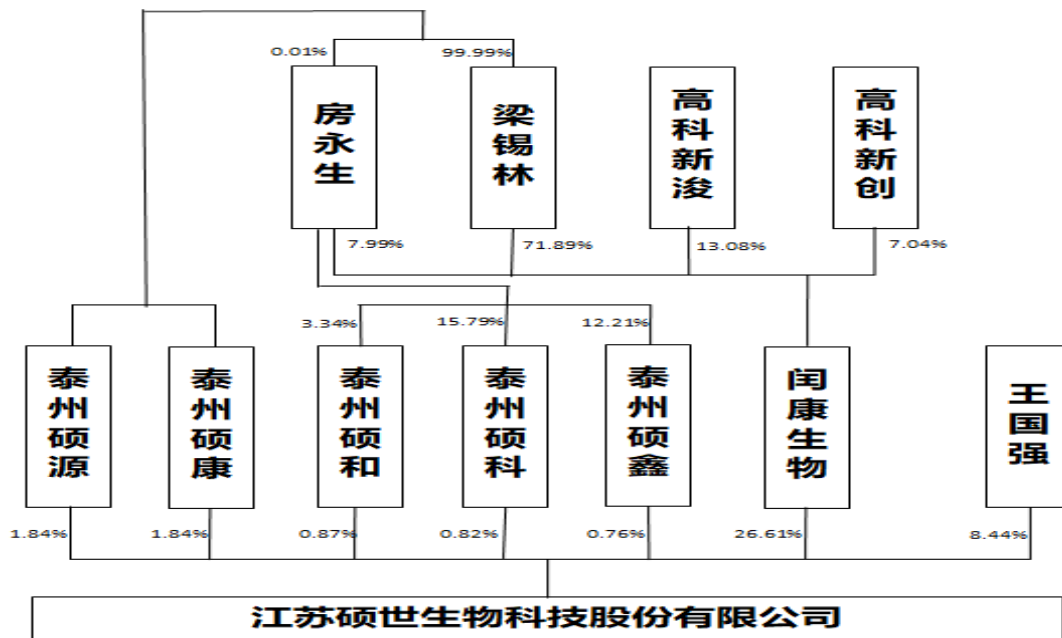 0.01%
99.99%
房永生
梁锡林
高科新浚
高科新创
7.99%
71.89%
13.08%
7.04%
3.34%
15.79%
12.21%
泰州硕源
泰州硕康
泰州硕和
泰州硕科
泰州硕鑫
闰康生物
王国强
1.84%
1.84%
0.87%
0.82%
0.76%
26.61%
8.44%
江苏硕世生物科技股份有限公司